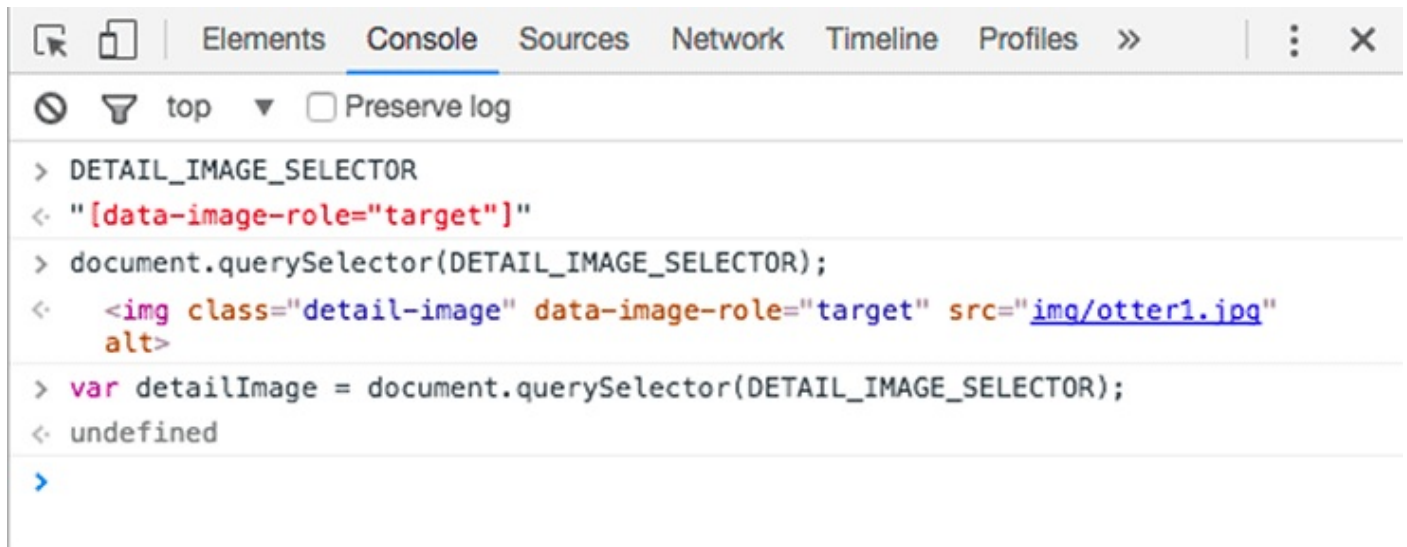 Elements Console Sources Network Timeline Profiles »
top ▼ Preserve log
> DETAIL_IMAGE_SELECTOR
<· "[data-image-role="target"]"
> document.querySelector(DETAIL_IMAGE_SELECTOR);
<· <img class="detail-image" data-image-role="target" src="img/otter1.jpg"
alt>
> var detailImage = document.querySelector(DETAIL_IMAGE_SELECTOR);
<· undefined
>